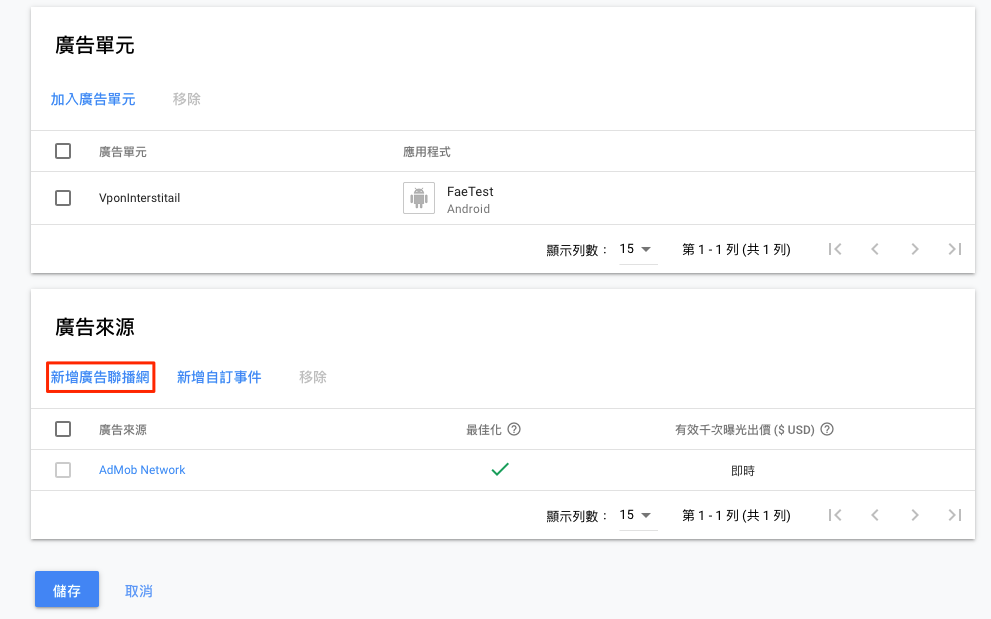 廣告單元
加入廣告單元 移除
廣告單元 應用程式
VponInterstitail FaeTest
Android
顯示列數： 15 第 1 - 1 列 (共 1 列)
廣告來源
新增廣告聯播網 新增自訂事件 移除
廣告來源 最佳化 ? 有效千次曝光出價 ($ USD) ?
AdMob Network 即時
顯示列數： 15 第 1 - 1 列 (共 1 列)
儲存 取消